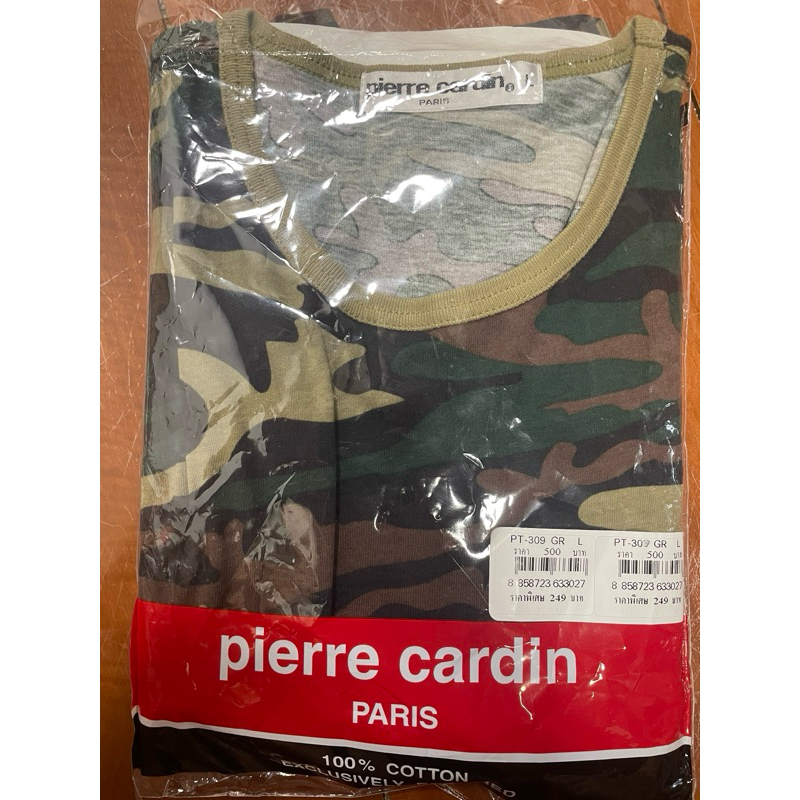 pierre cardin® L
PARIS
PT-309 GR L
ราคา 500 บาท
8 858723 633027
ราคาพิเศษ 249 บาท
PT-309 GR L
ราคา 500 บาท
8 858723 633027
ราคาพิเศษ 249 บาท
pierre cardin
PARIS
100% COTTON
EXCLUSIVELY